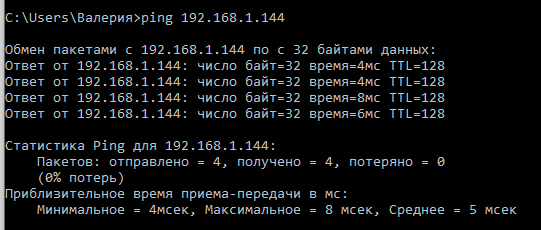 C:\Users\Валерия>ping 192.168.1.144
Обмен пакетами с 192.168.1.144 по с 32 байтами данных:
Ответ от 192.168.1.144: число байт=32 время=4мс TTL=128
Ответ от 192.168.1.144: число байт=32 время=4мс TTL=128
Ответ от 192.168.1.144: число байт=32 время=8мс TTL=128
Ответ от 192.168.1.144: число байт=32 время=6мс TTL=128
Статистика Ping для 192.168.1.144:
Пакетов: отправлено = 4, получено = 4, потеряно = 0
(0% потерь)
Приблизительное время приема-передачи в мс:
Минимальное = 4мсек, Максимальное = 8 мсек, Среднее = 5 мсек